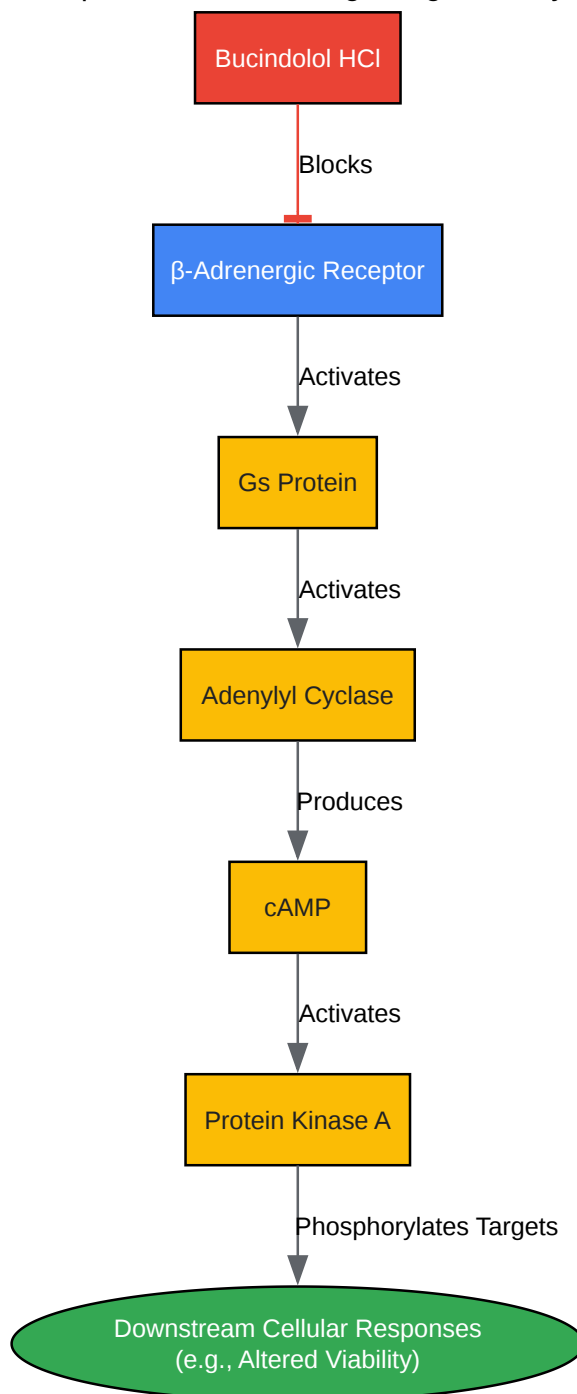 Bucindolol HCl
Blocks
β-Adrenergic Receptor
Activates
Gs Protein
Activates
Adenylyl Cyclase
Produces
cAMP
Activates
Protein Kinase A
Phosphorylates Targets
Downstream Cellular Responses
(e.g., Altered Viability)